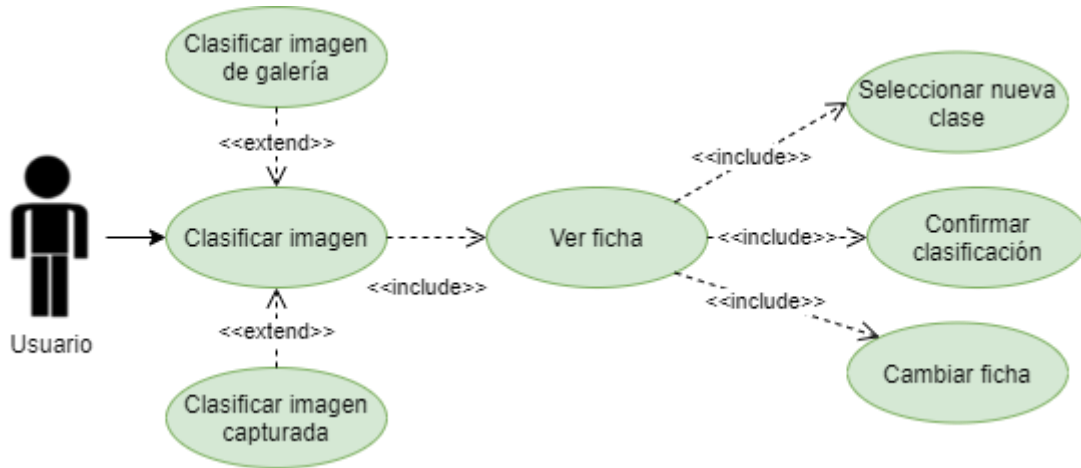 Clasificar imagen
de galería
<<extend>>
Usuario
Clasificar imagen
<<include>>
<<extend>>
Clasificar imagen
capturada
Ver ficha
<<include>>
Seleccionar nueva
clase
<<include>>
Confirmar
clasificación
<<include>>
Cambiar ficha